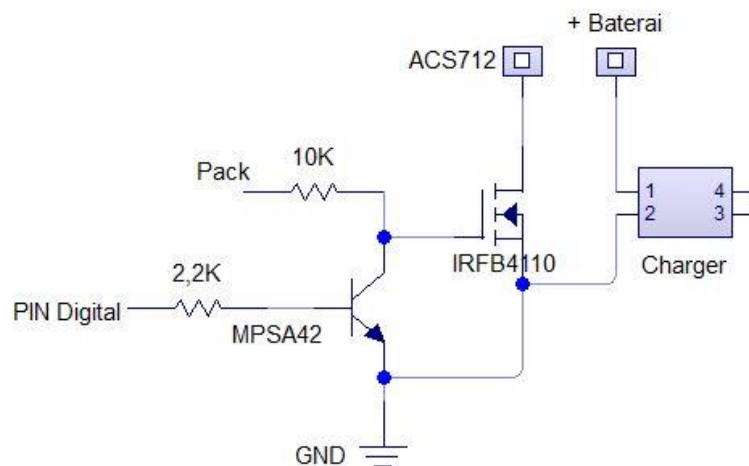 + Baterai
ACS712
10K
Pack
1 4
2 3
IRFB4110
Charger
2,2K
PIN Digital
MPSA42
GND